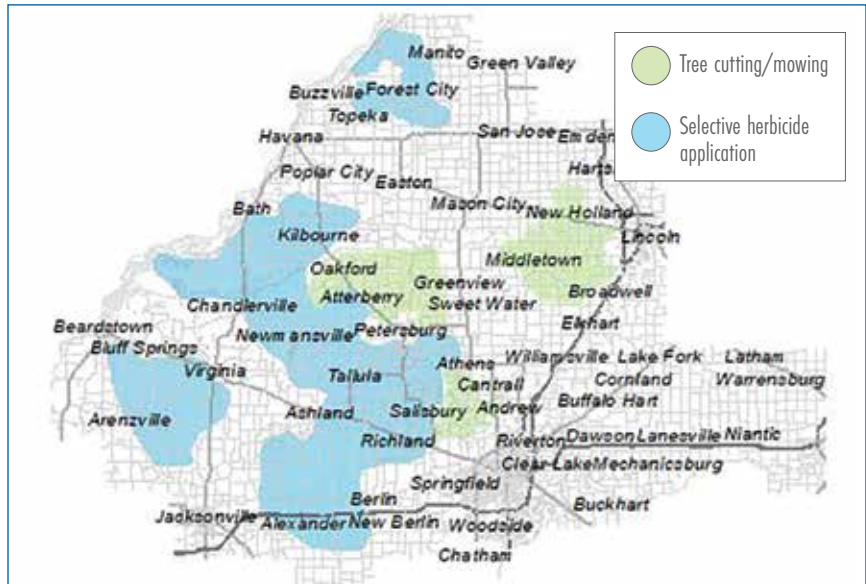 Manito
Green Valley
Tree cutting/mowing
Buzzville
Forest City
Topeka
Selective herbicide
application
Havana
San Jose
Emden
Poplar City
Easton
Bath
Mason City
New Holland
Lincoln
Kilbourne
Oakford
Middletown
Greenview
Atterberry
Broadwell
Chandlerville
Sweet Water
Beardstown
Newmansville
Petersburg
Elkhart
Bluff Springs
Virginia
Athens
Williamsville
Lake Fork
Latham
Tallula
Cantrall
Cornland
Warrensburg
Arenzville
Ashland
Salisbury
Andrew
Buffalo Hart
Richland
Riverton
Dawson
Lanesville
Niantic
Clear Lake
Mechanicsburg
Springfield
Berlin
Buckhart
Jacksonville
Alexander
New Berlin
Woodside
Chatham